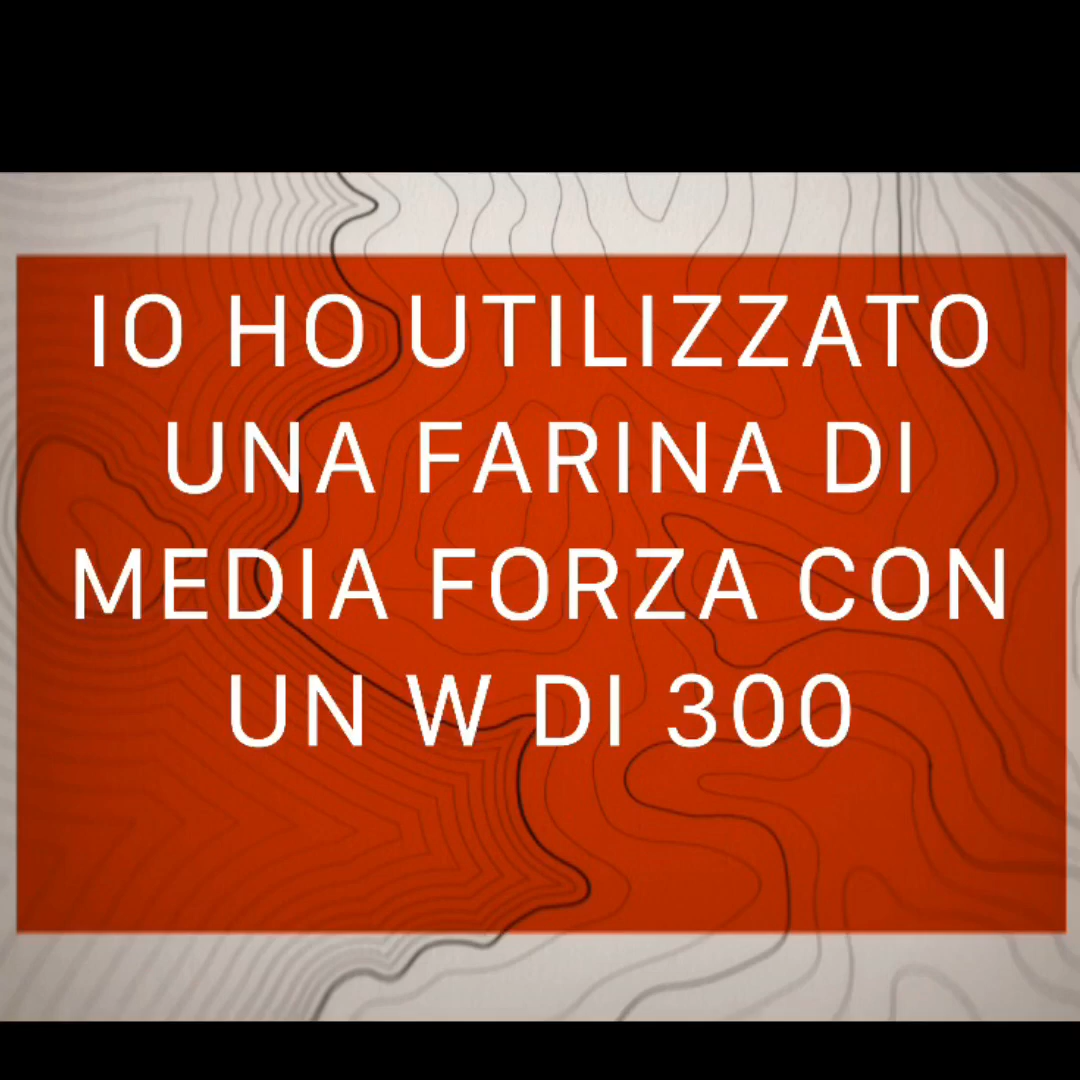 IO HO UTILIZZATO
UNA FARINA DI
MEDIA FORZA CON
UN W DI 300